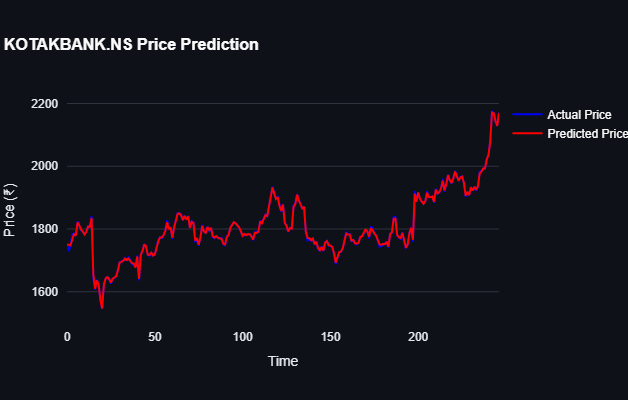 KOTAKBANK.NS Price Prediction
2200
2000
1800
1600
Price (₹)
0
50
100
150
200
Time
Actual Price
Predicted Price